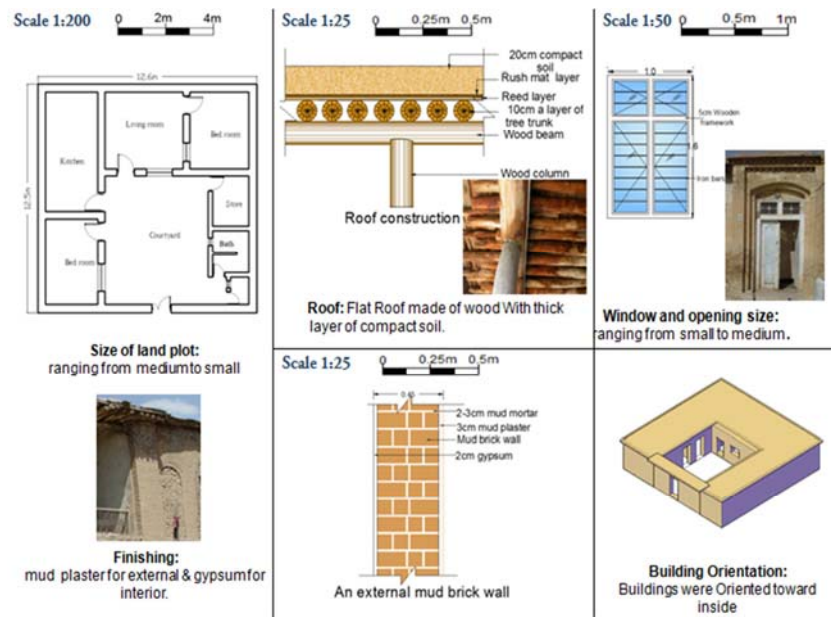 Scale 1:200
0 2m 4m
12.6m
12.5m
Living room
Bed room
Kitchen
Store
Courtyard
Bath
Bed room
Size of land plot:
ranging from mediumto small
Finishing:
mud plaster for external & gypsumfor
interior.
Scale 1:25
0 0.25m 0.5m
20cm compact
soil
Rush mat layer
Reed layer
10cm a layer of
tree trunk
Wood beam
Wood column
Roof construction
Roof: Flat Roof made of wood With thick
layer of compact soil.
Scale 1:25
0 0.25m 0.5m
0.45
2-3cm mud mortar
3cm mud plaster
Mud brick wall
2cm gypsum
An external mud brick wall
Scale 1:50
0 0.5m 1m
1.0
5cm Wooden
framework
1.6
Iron bars
Window and opening size:
ranging from small to medium.
Building Orientation:
Buildings were Oriented toward
inside